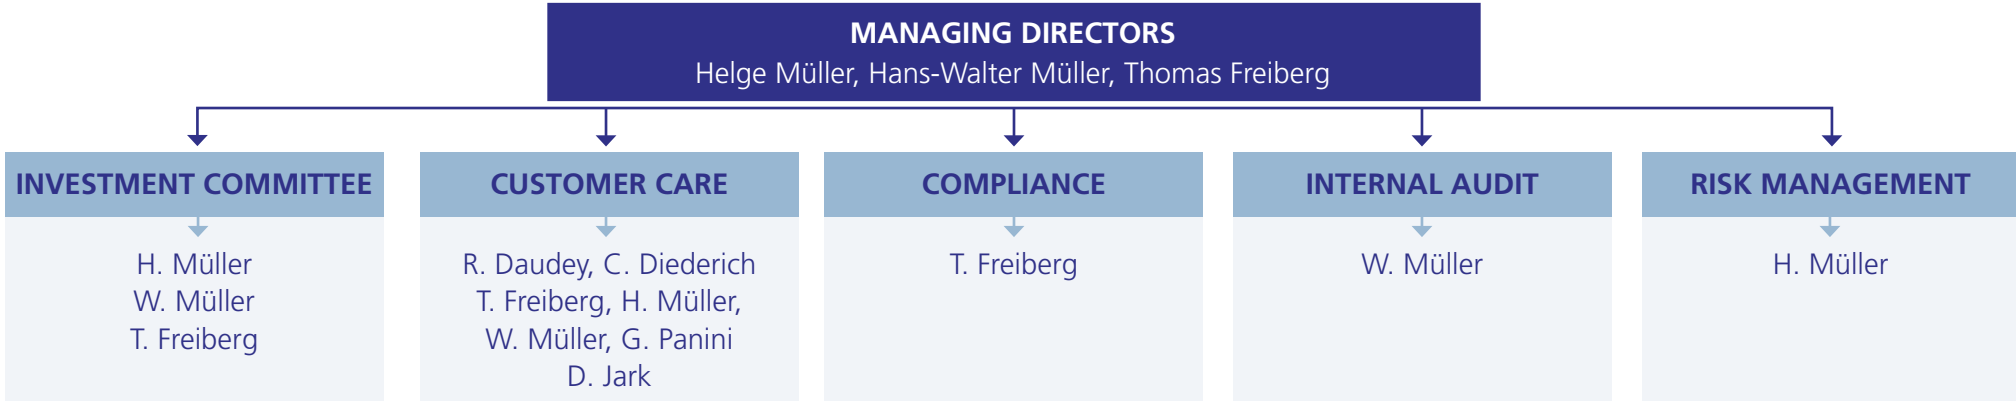 MANAGING DIRECTORS
Helge Müller, Hans-Walter Müller, Thomas Freiberg
INVESTMENT COMMITTEE
H. Müller
W. Müller
T. Freiberg
CUSTOMER CARE
R. Daudey, C. Diederich
T. Freiberg, H. Müller,
W. Müller, G. Panini
D. Jark
COMPLIANCE
T. Freiberg
INTERNAL AUDIT
W. Müller
RISK MANAGEMENT
H. Müller